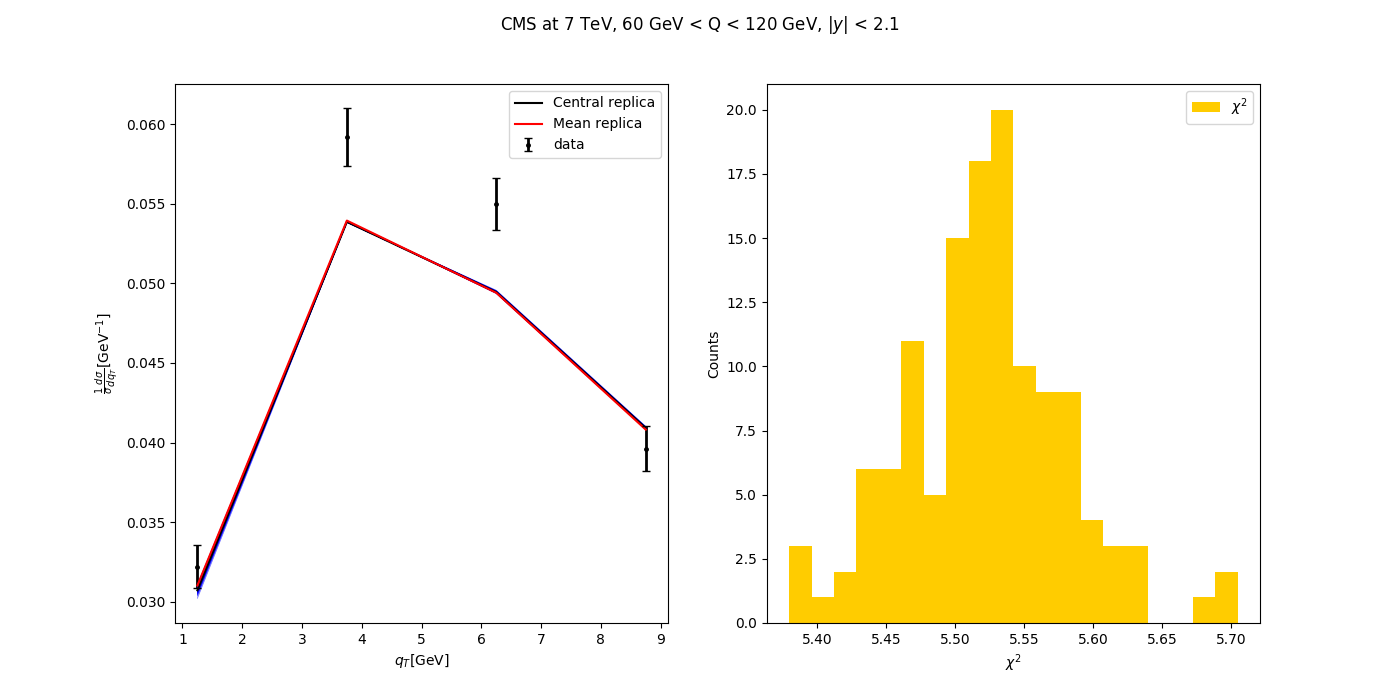 CMS at 7 TeV, 60 GeV < Q < 120 GeV, |y| < 2.1
Central replica
Mean replica
data
0.060
0.055
0.050
0.045
0.040
0.035
0.030
1/σ dσ/dq_T [GeV⁻¹]
1 2 3 4 5 6 7 8 9
q_T[GeV]
χ²
20.0
17.5
15.0
12.5
10.0
7.5
5.0
2.5
0.0
Counts
5.40 5.45 5.50 5.55 5.60 5.65 5.70
χ²